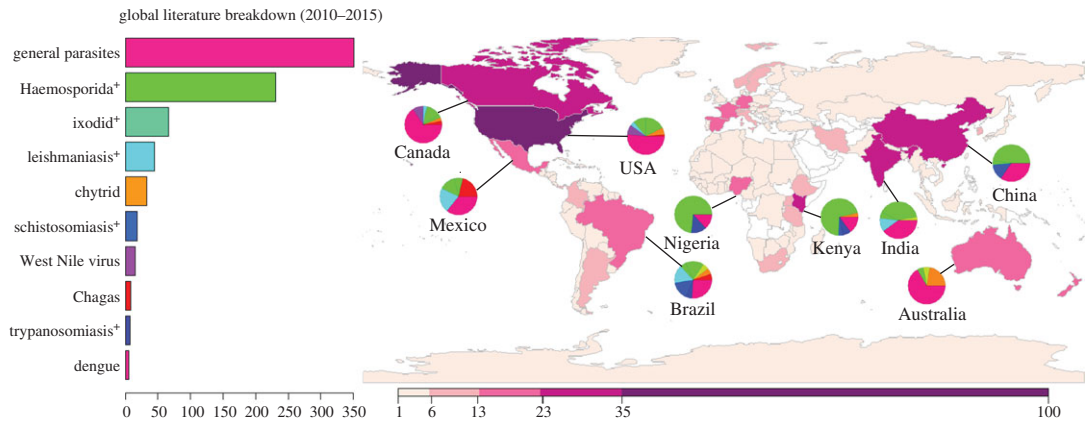 global literature breakdown (2010–2015)
general parasites
Haemosporida+
ixodid+
leishmaniasis+
chytrid
schistosomiasis+
West Nile virus
Chagas
trypanosomiasis+
dengue
0 50 100 150 200 250 300 350
Canada
USA
Mexico
Brazil
Nigeria
Kenya
India
China
Australia
1 6 13 23 35 100